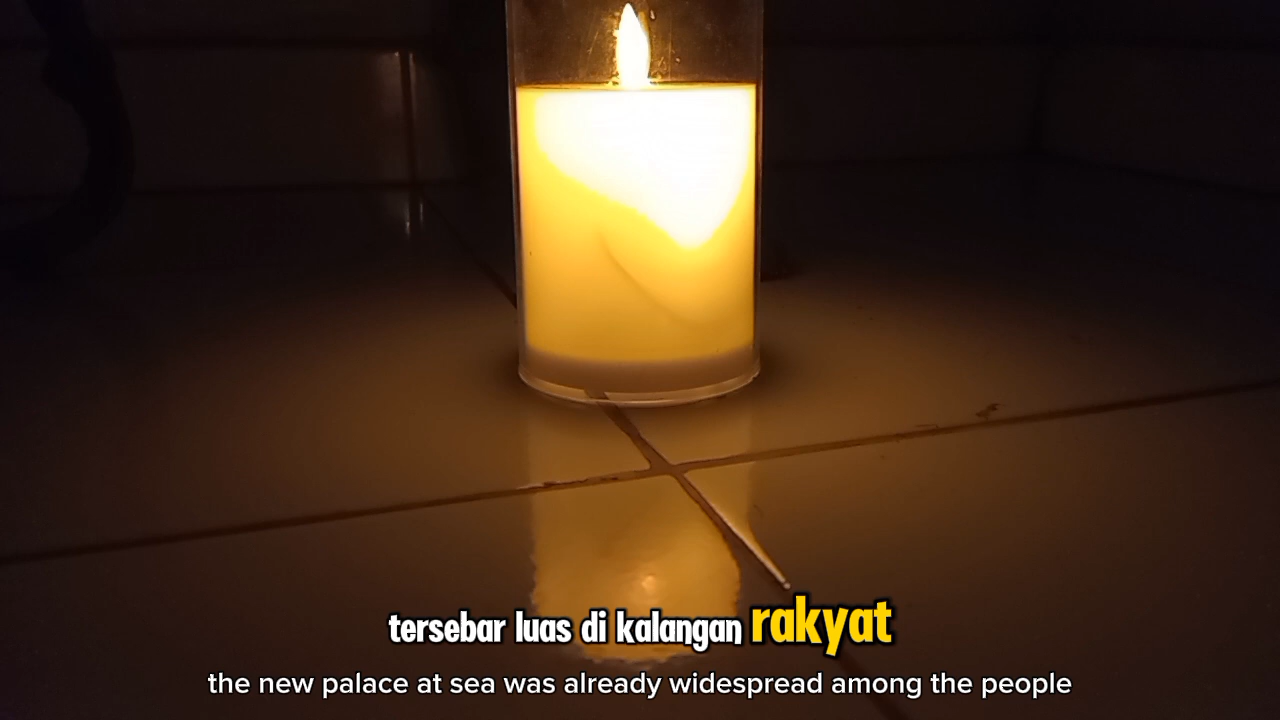 tersebar luas di kalangan rakyat
the new palace at sea was already widespread among the people